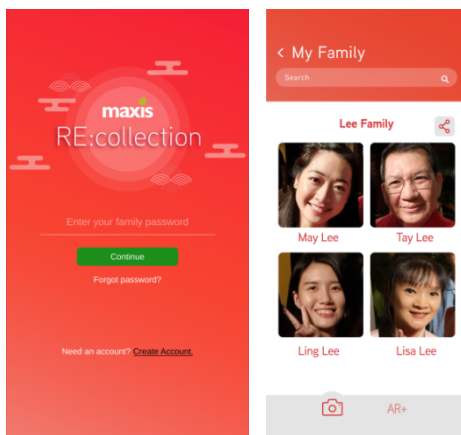 maxis
RE:collection
Enter your family password
Continue
Forgot password?
Need an account? Create Account.
< My Family
Search
Lee Family
May Lee
Tay Lee
Ling Lee
Lisa Lee
AR+